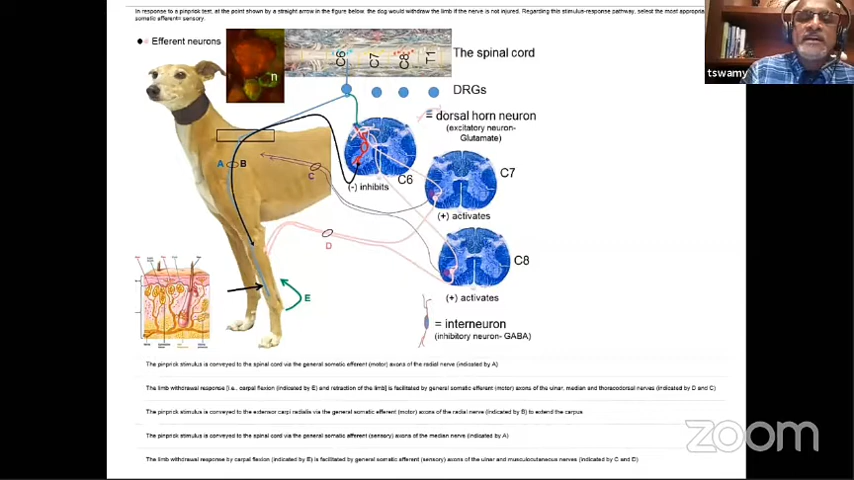 In response to a pinprick test, at the point shown by a straight arrow in the figure below, the dog would withdraw the limb if the nerve is not injured. Regarding this stimulus-response pathway, select the most appropria
somatic afferent= sensory.
Efferent neurons
n
C6
C7
C8
T1
The spinal cord
tswamy
DRGs
= dorsal horn neuron
(excitatory neuron-
Glutamate)
A
B
C
C6
(-) inhibits
C7
(+) activates
D
C8
E
(+) activates
= interneuron
(inhibitory neuron- GABA)
The pinprick stimulus is conveyed to the spinal cord via the general somatic afferent (motor) axons of the radial nerve (indicated by A)
The limb withdrawal response [i.e., carpal flexion (indicated by E) and retraction of the limb] is facilitated by general somatic efferent (motor) axons of the ulnar, median and thoracodorsal nerves (indicated by D and C)
The pinprick stimulus is conveyed to the extensor carpi radialis via the general somatic efferent (motor) axons of the radial nerve (indicated by B) to extend the carpus
The pinprick stimulus is conveyed to the spinal cord via the general somatic afferent (sensory) axons of the median nerve (indicated by A)
The limb withdrawal response by carpal flexion (indicated by E) is facilitated by general somatic afferent (sensory) axons of the ulnar and musculocutaneous nerves (indicated by C and E)
zoom